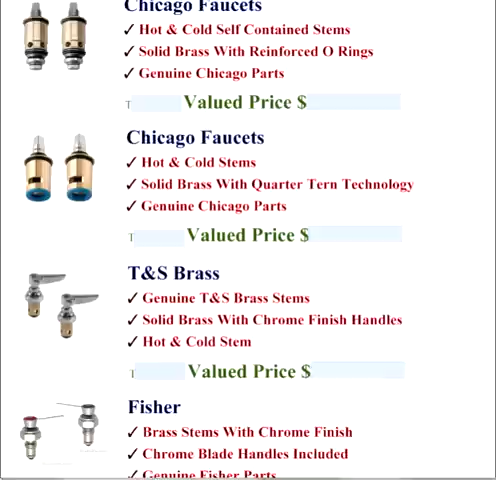 Chicago Faucets
✓ Hot & Cold Self Contained Stems
✓ Solid Brass With Reinforced O Rings
✓ Genuine Chicago Parts
T Valued Price $
Chicago Faucets
✓ Hot & Cold Stems
✓ Solid Brass With Quarter Tern Technology
✓ Genuine Chicago Parts
T Valued Price $
T&S Brass
✓ Genuine T&S Brass Stems
✓ Solid Brass With Chrome Finish Handles
✓ Hot & Cold Stem
T Valued Price $
Fisher
✓ Brass Stems With Chrome Finish
✓ Chrome Blade Handles Included
✓ Genuine Fisher Parts